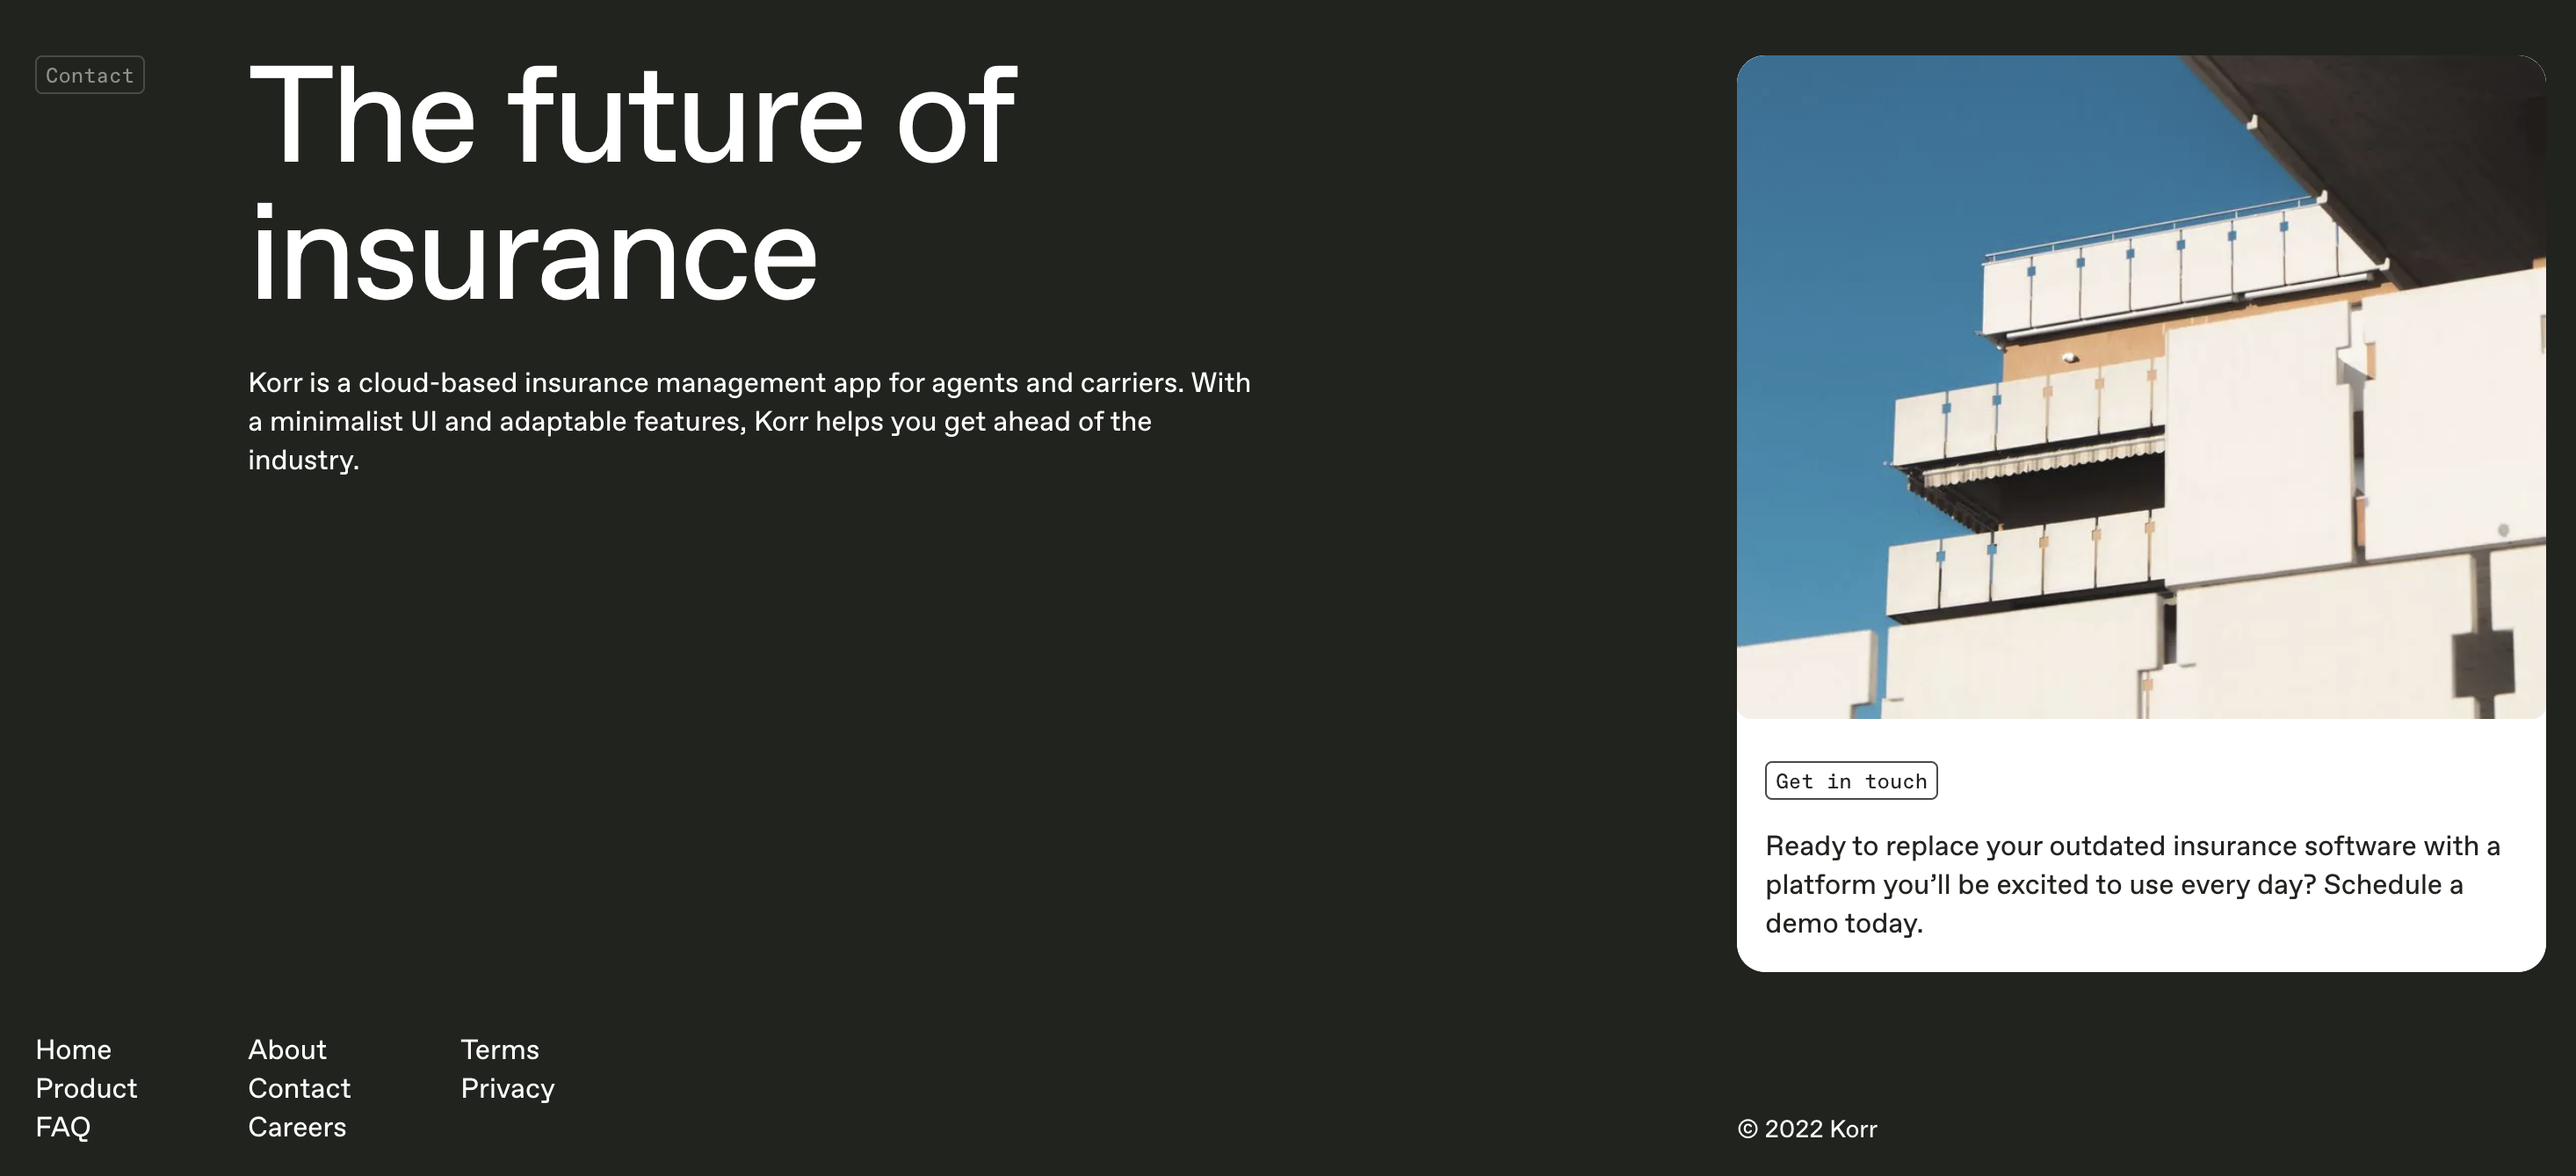 Contact
The future of
insurance
Korr is a cloud-based insurance management app for agents and carriers. With
a minimalist UI and adaptable features, Korr helps you get ahead of the
industry.
Get in touch
Ready to replace your outdated insurance software with a
platform you’ll be excited to use every day? Schedule a
demo today.
Home
Product
FAQ
About
Contact
Careers
Terms
Privacy
© 2022 Korr